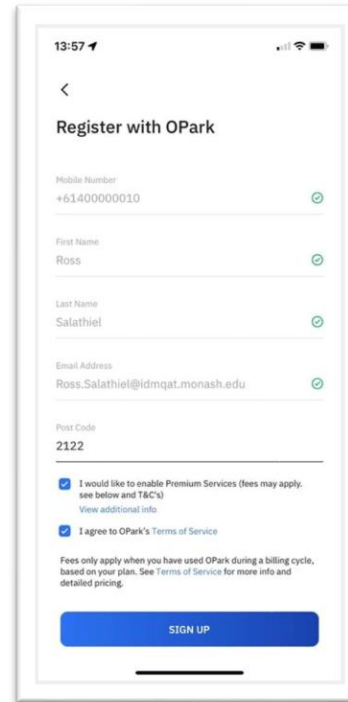 13:57
Register with OPark
Mobile Number
+61400000010
First Name
Ross
Last Name
Salathiel
Email Address
Ross.Salathiel@idmqat.monash.edu
Post Code
2122
I would like to enable Premium Services (fees may apply.
see below and T&C's)
View additional info
I agree to OPark's Terms of Service
Fees only apply when you have used OPark during a billing cycle,
based on your plan. See Terms of Service for more info and
detailed pricing.
SIGN UP